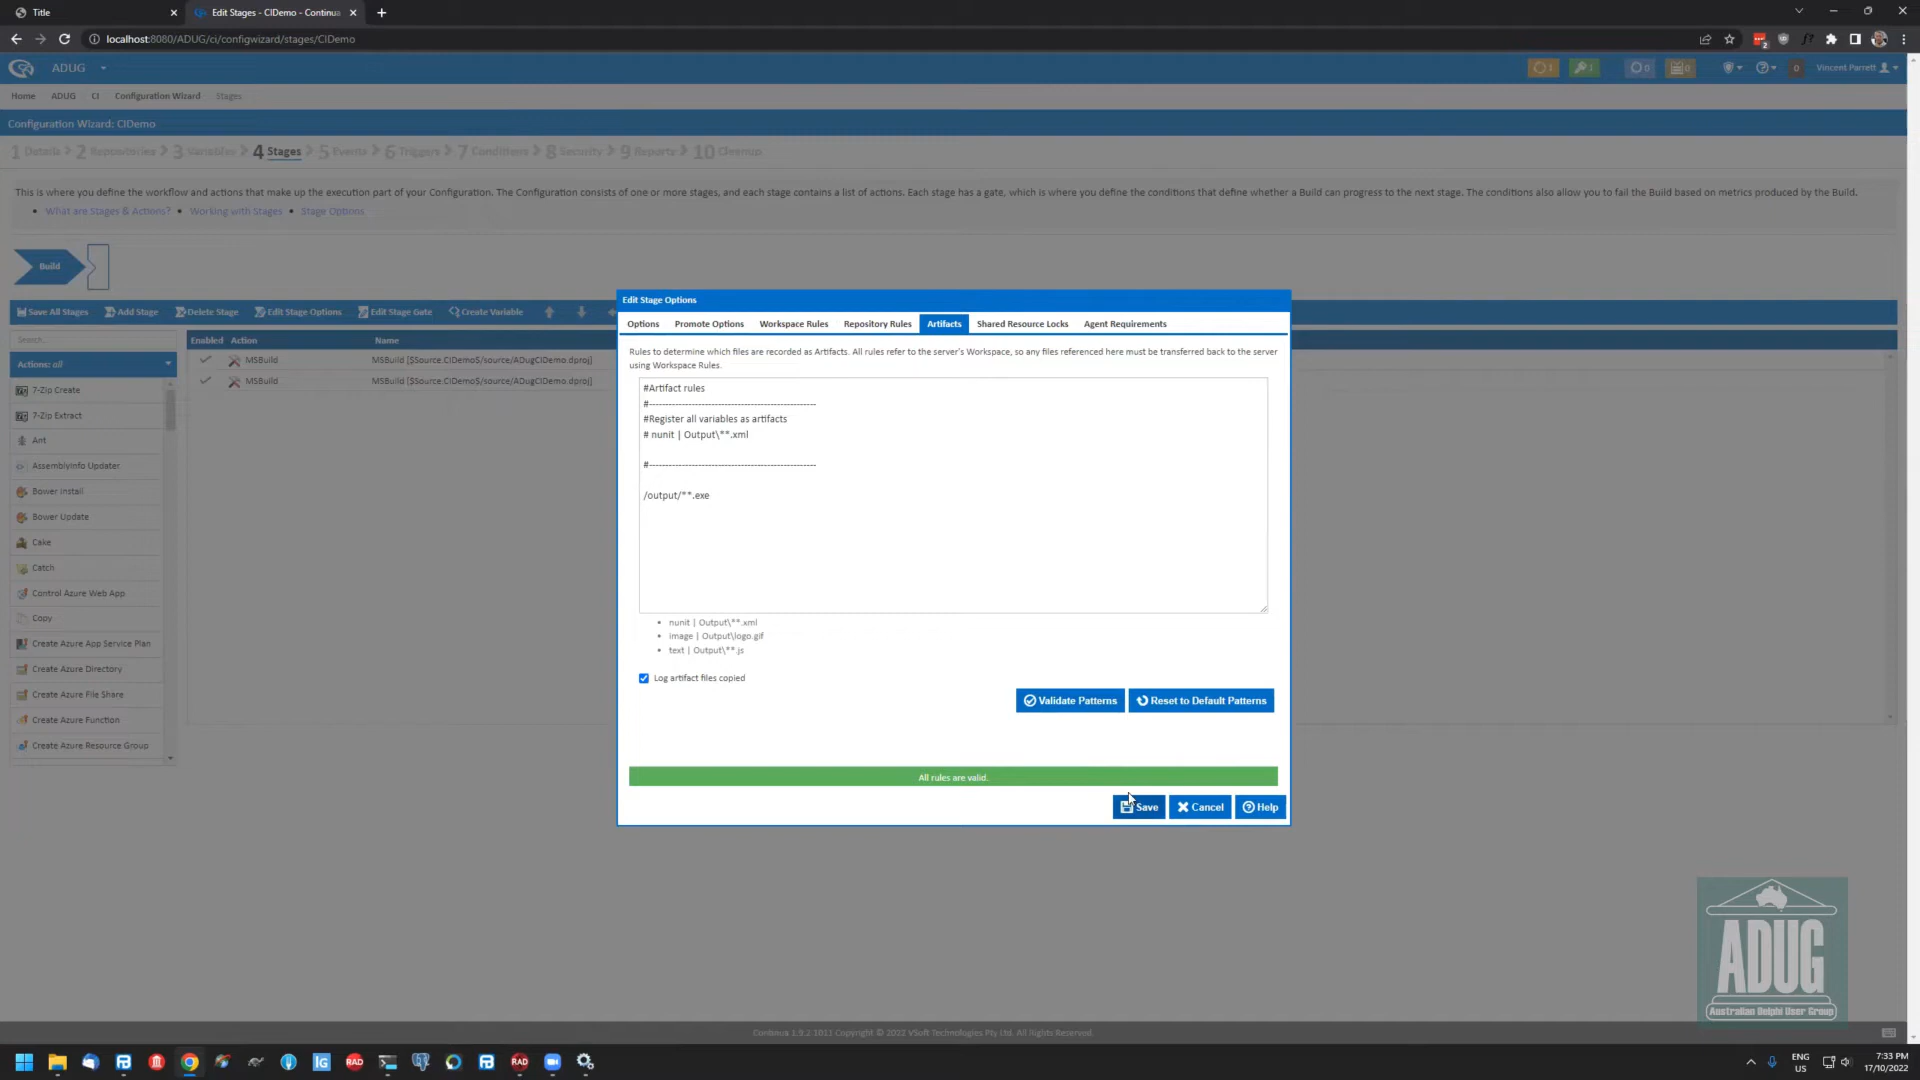 Title
Edit Stages - CIDemo - Continua
localhost:8080/ADUG/ci/configwizard/stages/CIDemo
ADUG
1
1
0
0
0
Vincent Parrett
Home
ADUG
CI
Configuration Wizard
Stages
Configuration Wizard: CIDemo
1 Details
2 Repositories
3 Variables
4 Stages
5 Events
6 Triggers
7 Conditions
8 Security
9 Reports
10 Cleanup
This is where you define the workflow and actions that make up the execution part of your Configuration. The Configuration consists of one or more stages, and each stage contains a list of actions. Each stage has a gate, which is where you define the conditions that define whether a Build can progress to the next stage. The conditions also allow you to fail the Build based on metrics produced by the Build.
What are Stages & Actions?
Working with Stages
Stage Options
Build
Save All Stages
Add Stage
Delete Stage
Edit Stage Options
Edit Stage Gate
Create Variable
Search...
Actions: all
7-Zip Create
7-Zip Extract
Ant
AssemblyInfo Updater
Bower Install
Bower Update
Cake
Catch
Control Azure Web App
Copy
Create Azure App Service Plan
Create Azure Directory
Create Azure File Share
Create Azure Function
Create Azure Resource Group
Enabled Action Name
MSBuild MSBuild [$Source.CIDemo$/source/ADugCIDemo.dproj]
MSBuild MSBuild [$Source.CIDemo$/source/ADugCIDemo.dproj]
Edit Stage Options
Options
Promote Options
Workspace Rules
Repository Rules
Artifacts
Shared Resource Locks
Agent Requirements
Rules to determine which files are recorded as Artifacts. All rules refer to the server's Workspace, so any files referenced here must be transferred back to the server
using Workspace Rules.
#Artifact rules
#--------------------------------------------------
#Register all variables as artifacts
# nunit | Output\**.xml
#--------------------------------------------------
/output/**.exe
nunit | Output\**.xml
image | Output\logo.gif
text | Output\**.js
Log artifact files copied
Validate Patterns
Reset to Default Patterns
All rules are valid.
Save
Cancel
Help
ADUG
Australian Delphi User Group
Continua 1.9.2.1013 Copyright © 2022 VSoft Technologies Pty Ltd. All Rights Reserved.
IG
RAD
RAD
ENG
US
7:33 PM
17/10/2022